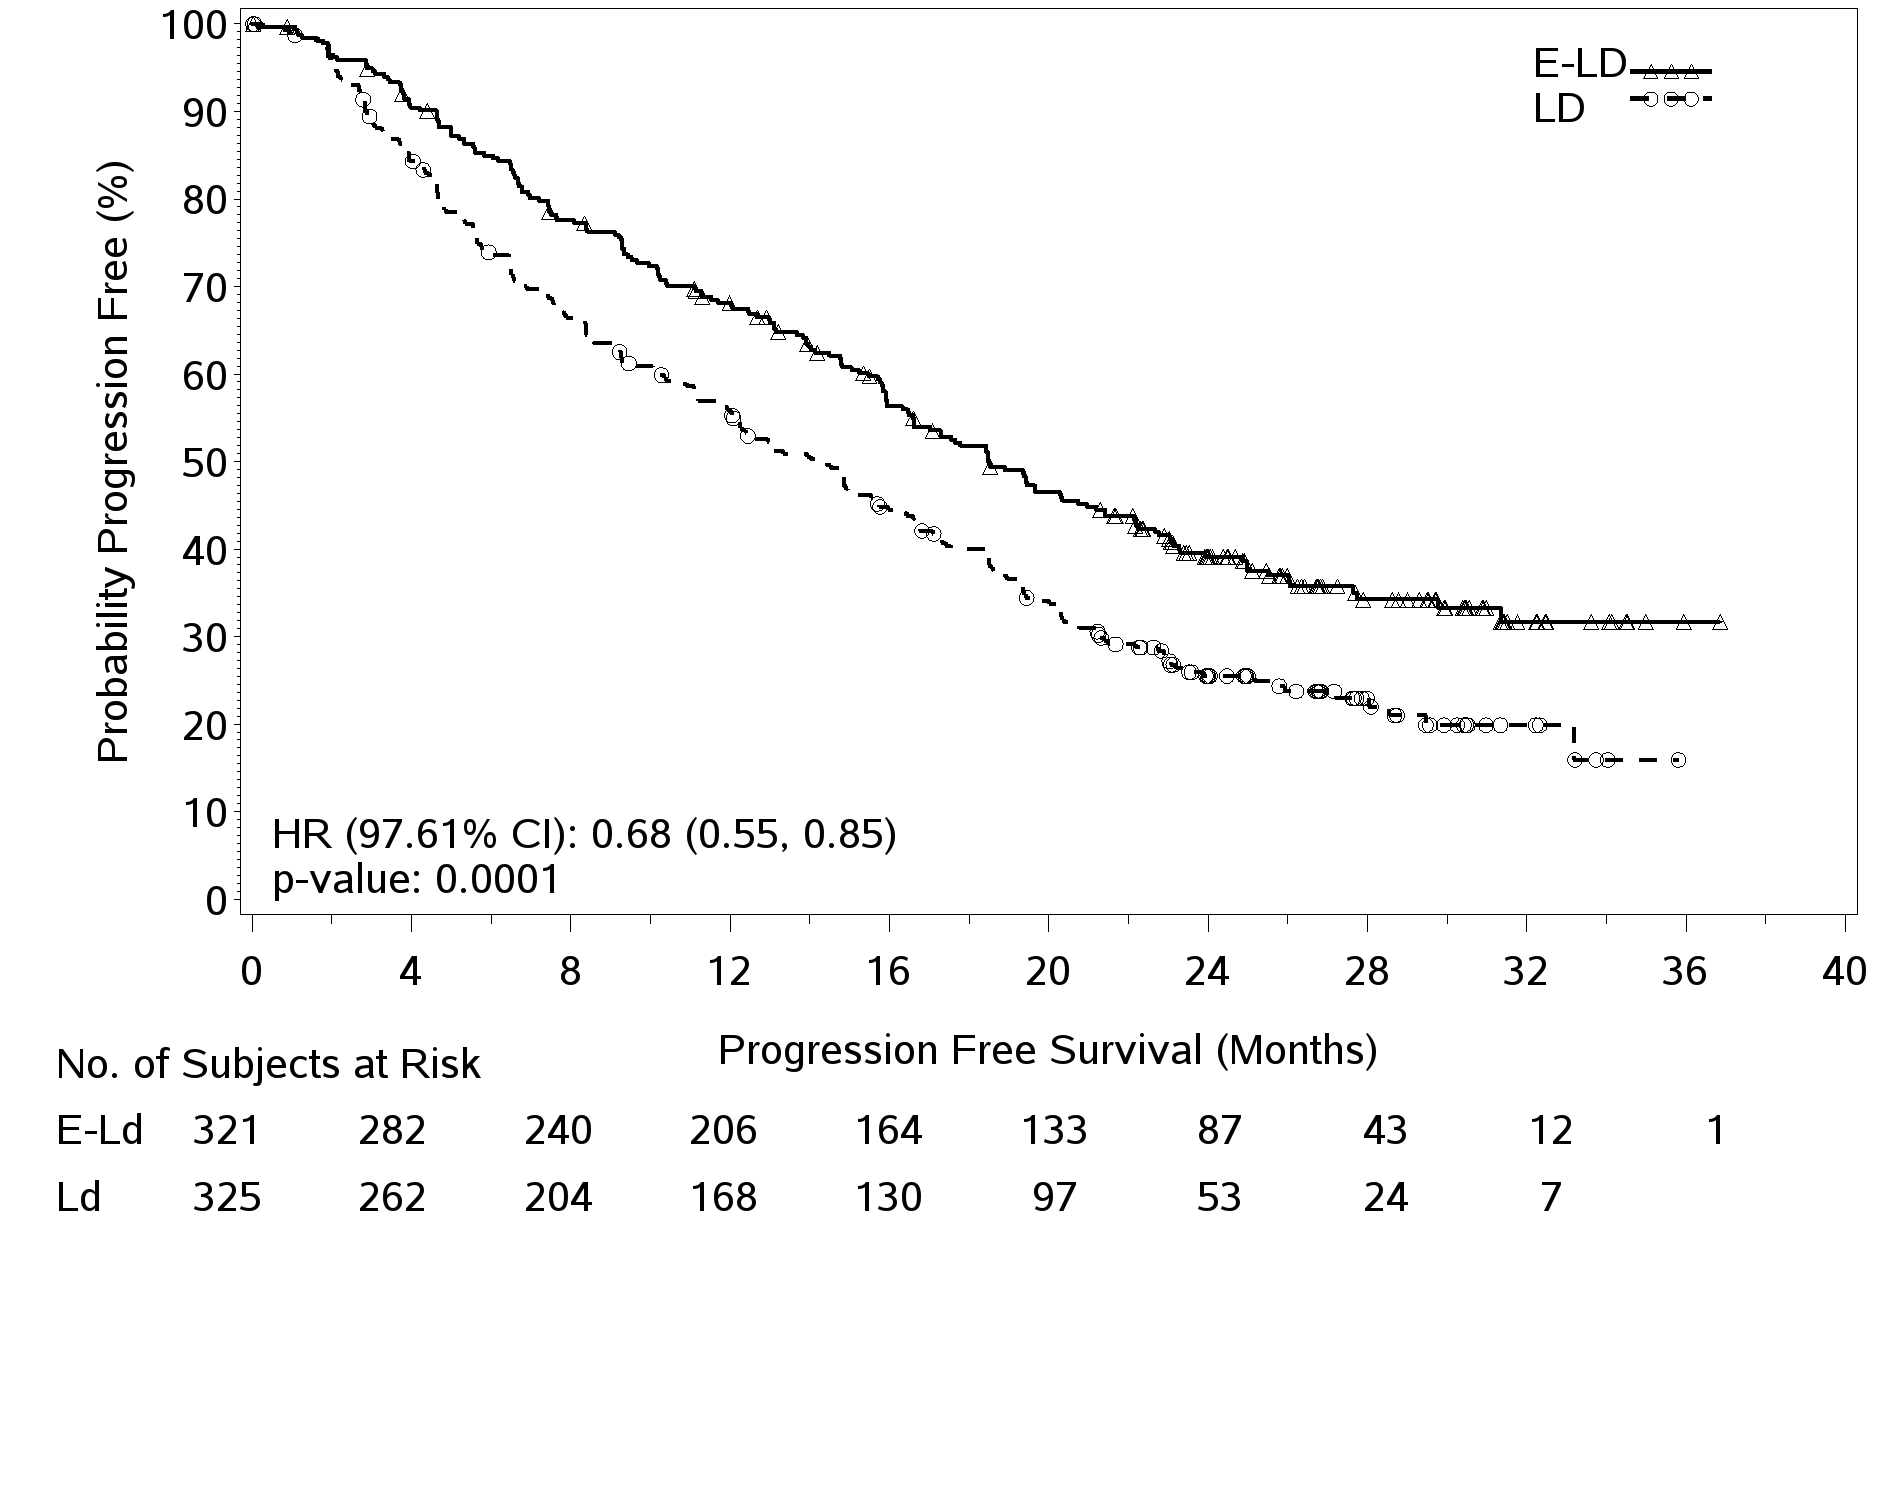 Probability Progression Free (%)
100
90
80
70
60
50
40
30
20
10
0
E-LD
LD
HR (97.61% CI): 0.68 (0.55, 0.85)
p-value: 0.0001
0 4 8 12 16 20 24 28 32 36 40
Progression Free Survival (Months)
No. of Subjects at Risk
E-Ld 321 282 240 206 164 133 87 43 12 1
Ld 325 262 204 168 130 97 53 24 7